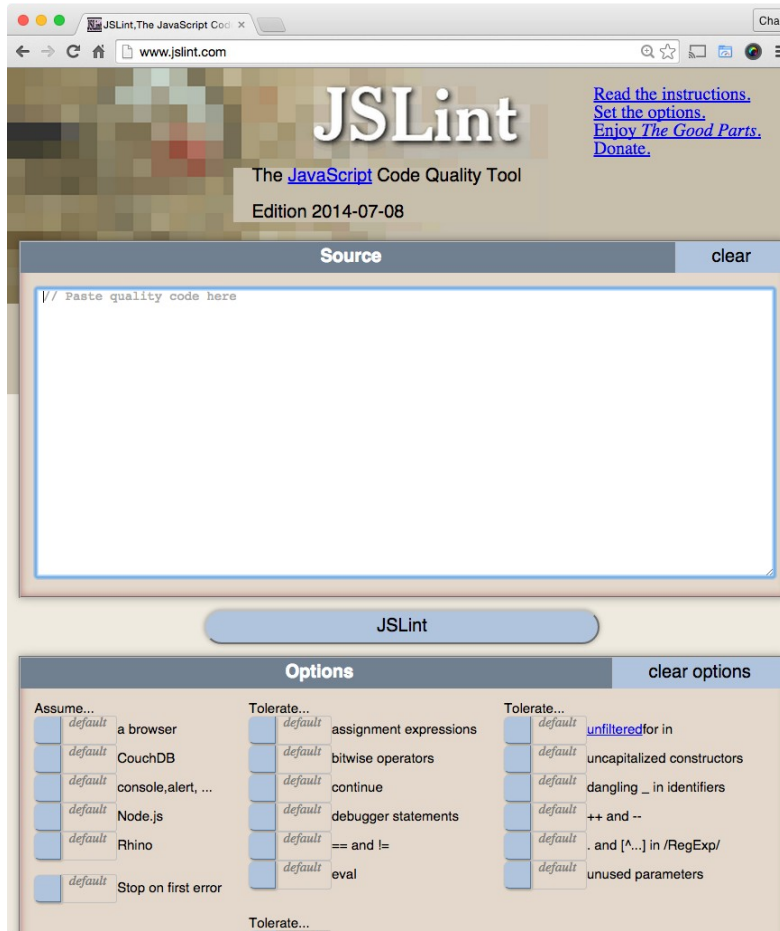 JSLint,The JavaScript Cod
Cha
www.jslint.com
JSLint
Read the instructions.
Set the options.
Enjoy The Good Parts.
Donate.
The JavaScript Code Quality Tool
Edition 2014-07-08
Source
clear
// Paste quality code here
JSLint
Options
clear options
Assume...
default a browser
default CouchDB
default console,alert, ...
default Node.js
default Rhino
default Stop on first error
Tolerate...
default assignment expressions
default bitwise operators
default continue
default debugger statements
default == and !=
default eval
Tolerate...
Tolerate...
default unfilteredfor in
default uncapitalized constructors
default dangling _ in identifiers
default ++ and --
default . and [^...] in /RegExp/
default unused parameters